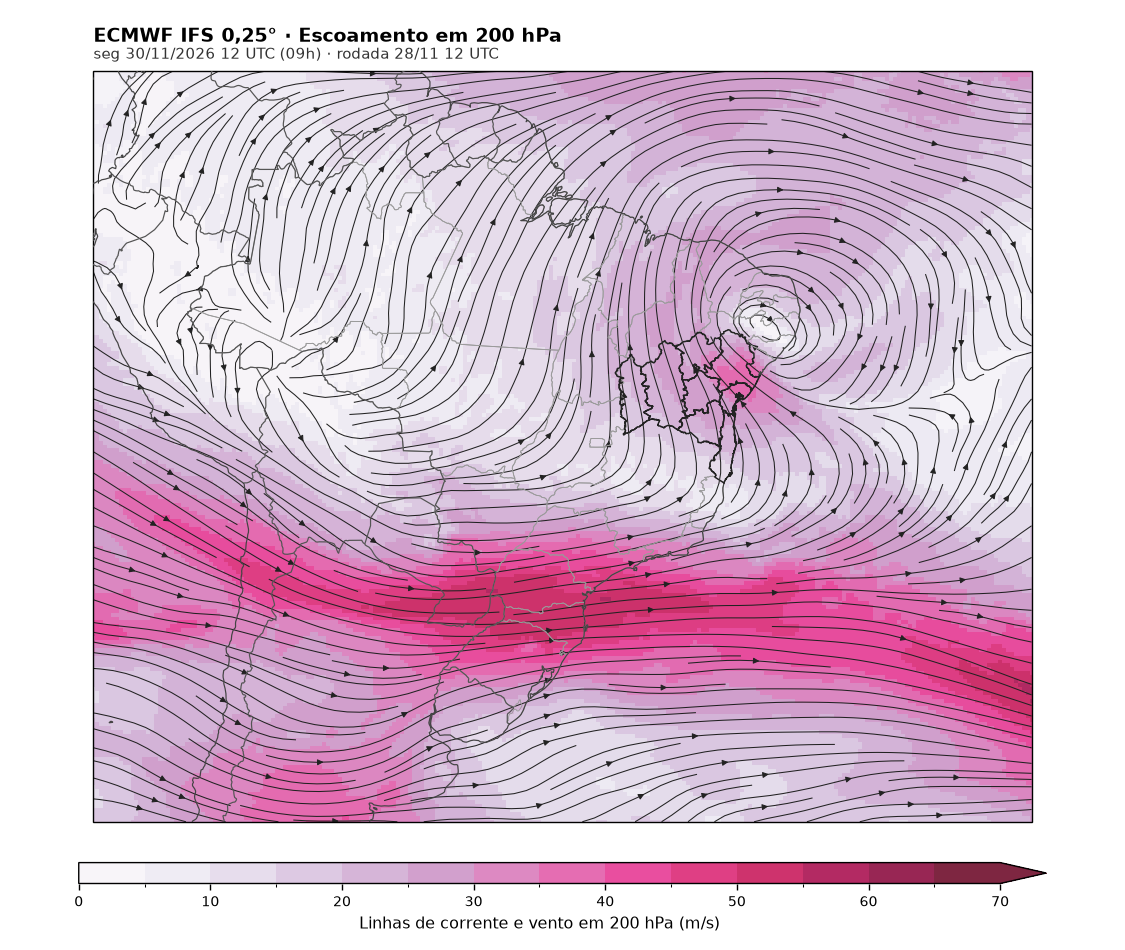 ECMWF IFS 0,25° · Escoamento em 200 hPa
seg 30/11/2026 12 UTC (09h) · rodada 28/11 12 UTC
0 10 20 30 40 50 60 70
Linhas de corrente e vento em 200 hPa (m/s)